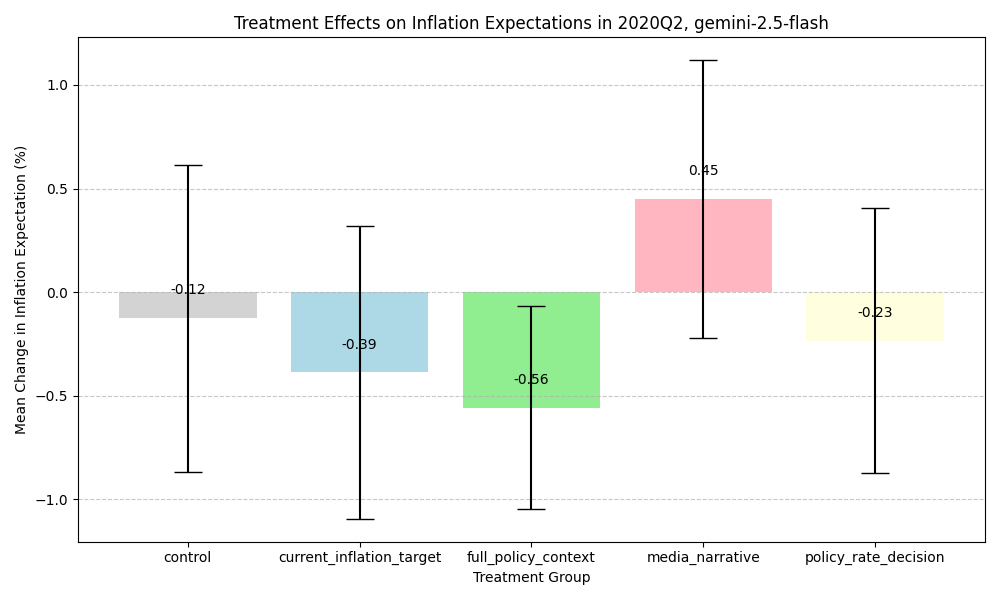 Treatment Effects on Inflation Expectations in 2020Q2, gemini-2.5-flash
Mean Change in Inflation Expectation (%)
1.0
0.5
0.0
−0.5
−1.0
-0.12
-0.39
-0.56
0.45
-0.23
control
current_inflation_target
full_policy_context
media_narrative
policy_rate_decision
Treatment Group